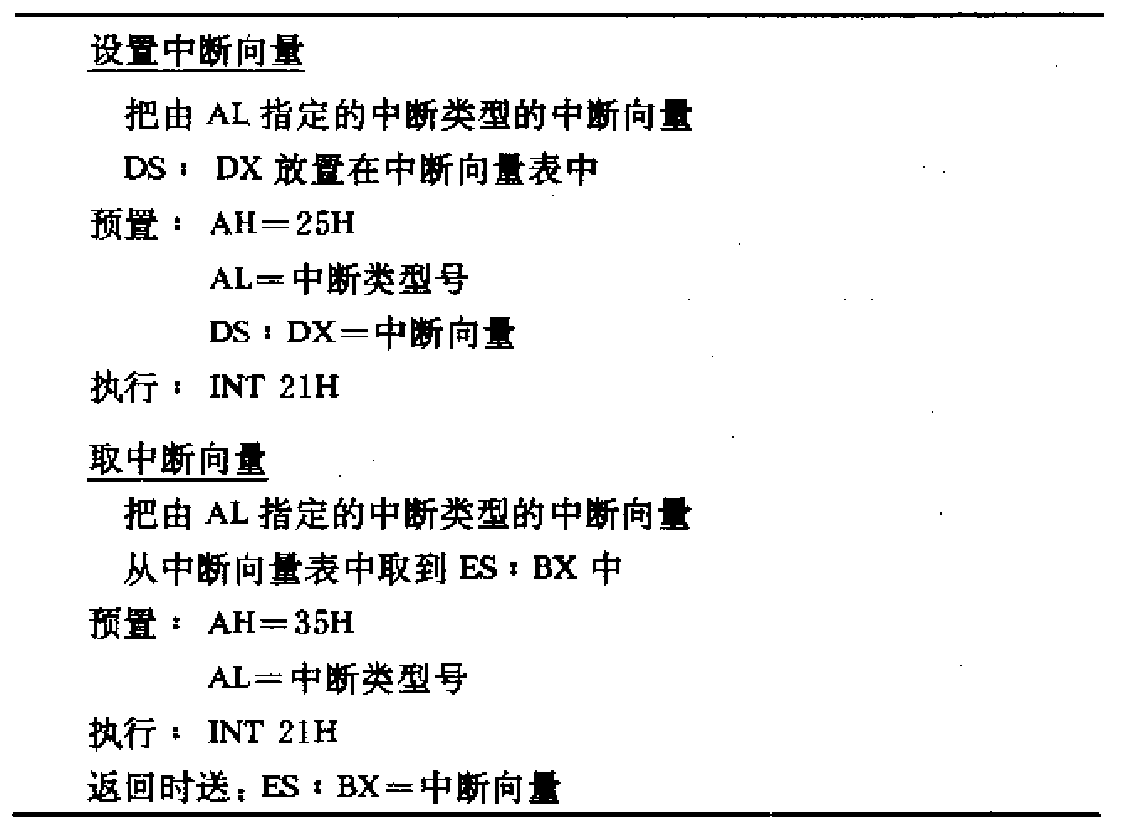 设置中断向量
把由 AL 指定的中断类型的中断向量
DS: DX 放置在中断向量表中
预置: AH=25H
AL=中断类型号
DS:DX=中断向量
执行: INT 21H
取中断向量
把由 AL 指定的中断类型的中断向量
从中断向量表中取到 ES:BX 中
预置: AH=35H
AL=中断类型号
执行: INT 21H
返回时送: ES:BX=中断向量